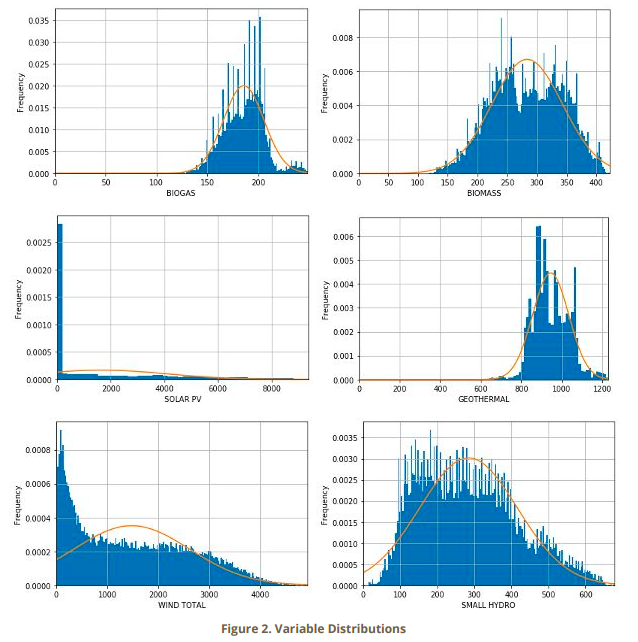 0.035
0.030
0.025
0.020
0.015
0.010
0.005
0.000
Frequency
0 50 100 150 200
BIOGAS
0.008
0.006
0.004
0.002
0.000
Frequency
0 50 100 150 200 250 300 350 400
BIOMASS
0.0025
0.0020
0.0015
0.0010
0.0005
0.0000
Frequency
0 2000 4000 6000 8000
SOLAR PV
0.006
0.005
0.004
0.003
0.002
0.001
0.000
Frequency
0 200 400 600 800 1000 1200
GEOTHERMAL
0.0008
0.0006
0.0004
0.0002
0.0000
Frequency
0 1000 2000 3000 4000
WIND TOTAL
0.0035
0.0030
0.0025
0.0020
0.0015
0.0010
0.0005
0.0000
Frequency
0 100 200 300 400 500 600
SMALL HYDRO
Figure 2. Variable Distributions